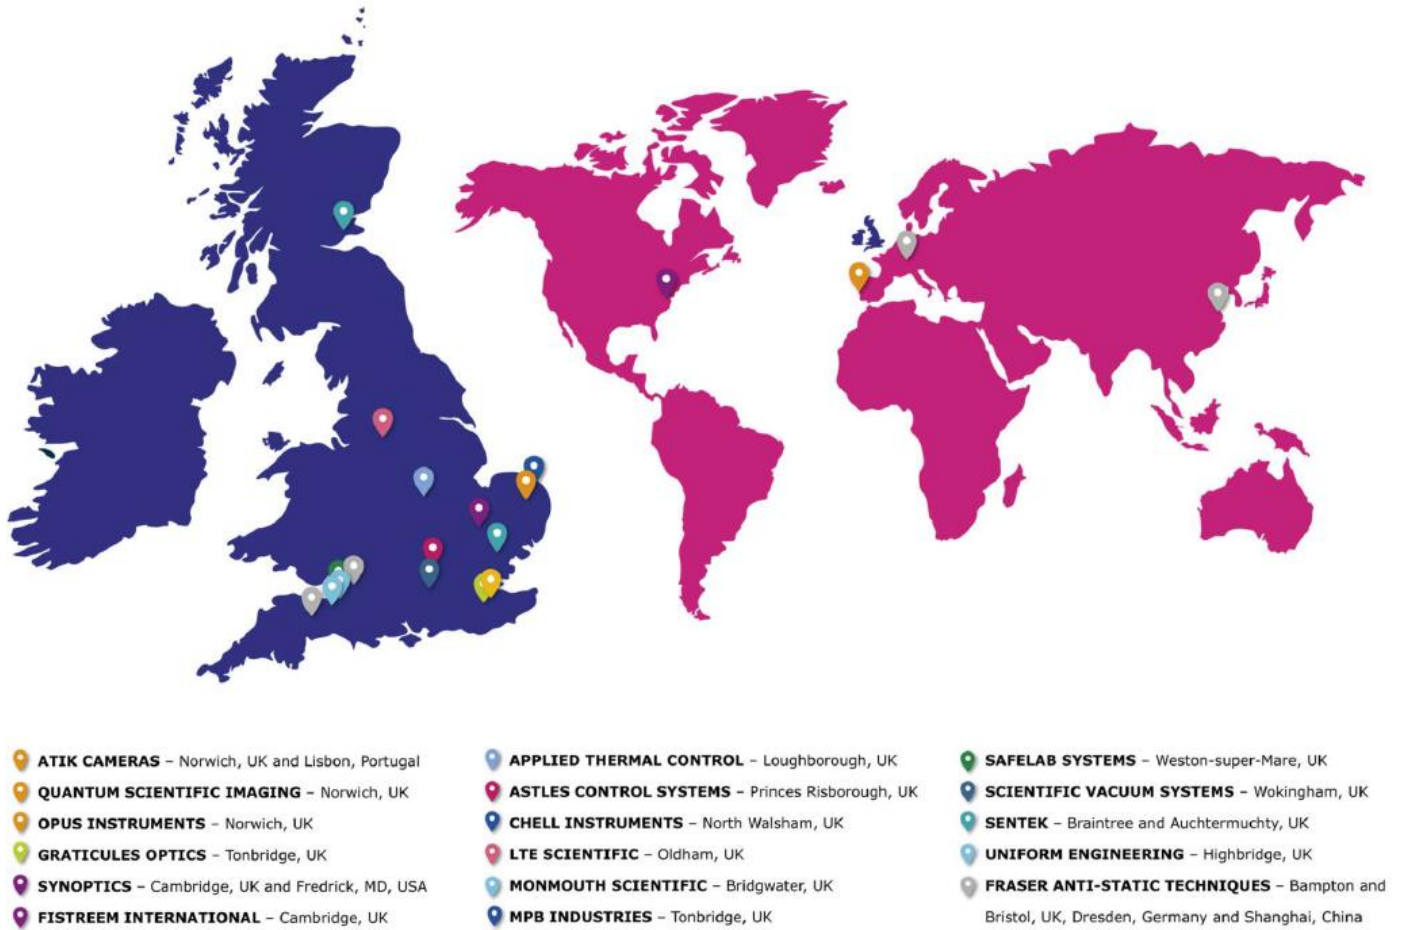 ATIK CAMERAS – Norwich, UK and Lisbon, Portugal
QUANTUM SCIENTIFIC IMAGING – Norwich, UK
OPUS INSTRUMENTS – Norwich, UK
GRATICULES OPTICS – Tonbridge, UK
SYNOPTICS – Cambridge, UK and Fredrick, MD, USA
FISTREEM INTERNATIONAL – Cambridge, UK
APPLIED THERMAL CONTROL – Loughborough, UK
ASTLES CONTROL SYSTEMS – Princes Risborough, UK
CHELL INSTRUMENTS – North Walsham, UK
LTE SCIENTIFIC – Oldham, UK
MONMOUTH SCIENTIFIC – Bridgwater, UK
MPB INDUSTRIES – Tonbridge, UK
SAFELAB SYSTEMS – Weston-super-Mare, UK
SCIENTIFIC VACUUM SYSTEMS – Wokingham, UK
SENTEK – Braintree and Auchtermuchty, UK
UNIFORM ENGINEERING – Highbridge, UK
FRASER ANTI-STATIC TECHNIQUES – Bampton and
Bristol, UK, Dresden, Germany and Shanghai, China